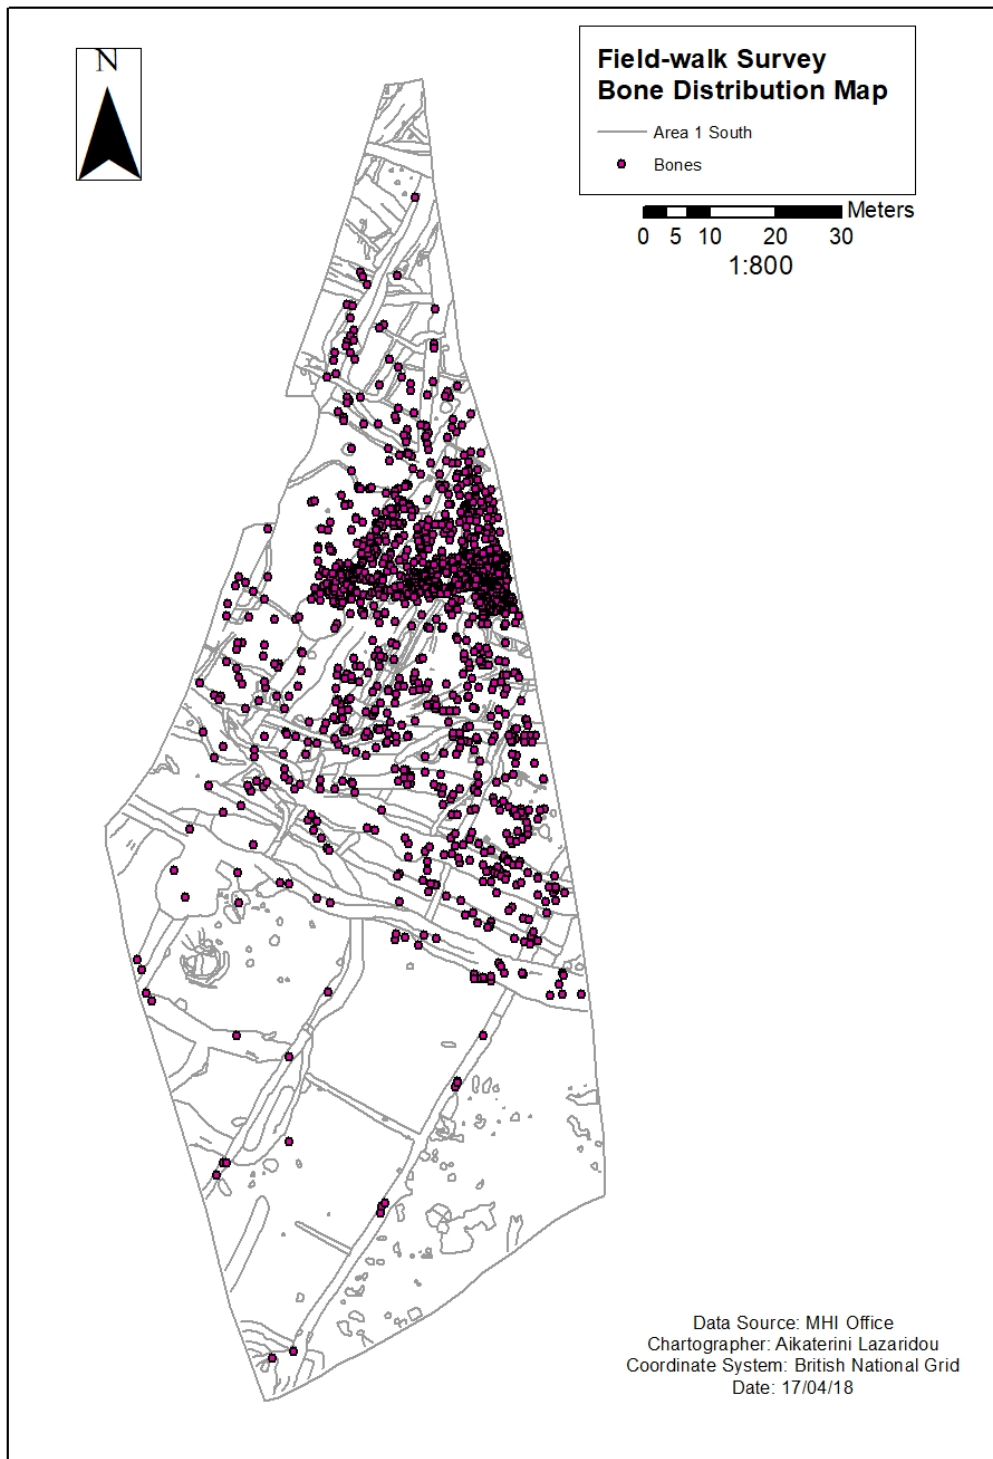 N
Field-walk Survey
Bone Distribution Map
Area 1 South
Bones
Meters
0 5 10 20 30
1:800
Data Source: MHI Office
Chartographer: Aikaterini Lazaridou
Coordinate System: British National Grid
Date: 17/04/18